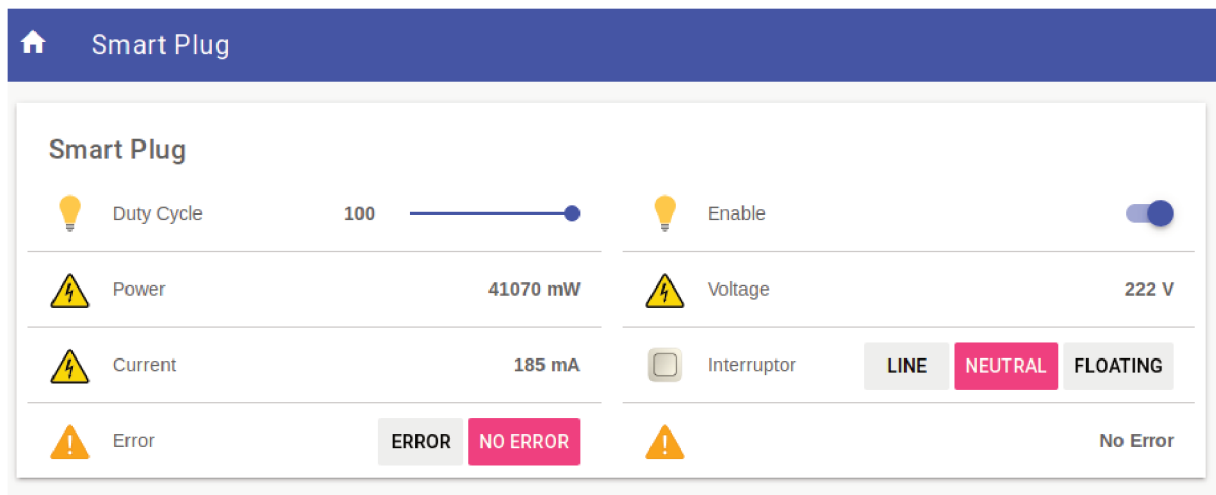 Smart Plug
Smart Plug
Duty Cycle 100 Enable
Power 41070 mW Voltage 222 V
Current 185 mA Interruptor LINE NEUTRAL FLOATING
Error ERROR NO ERROR No Error